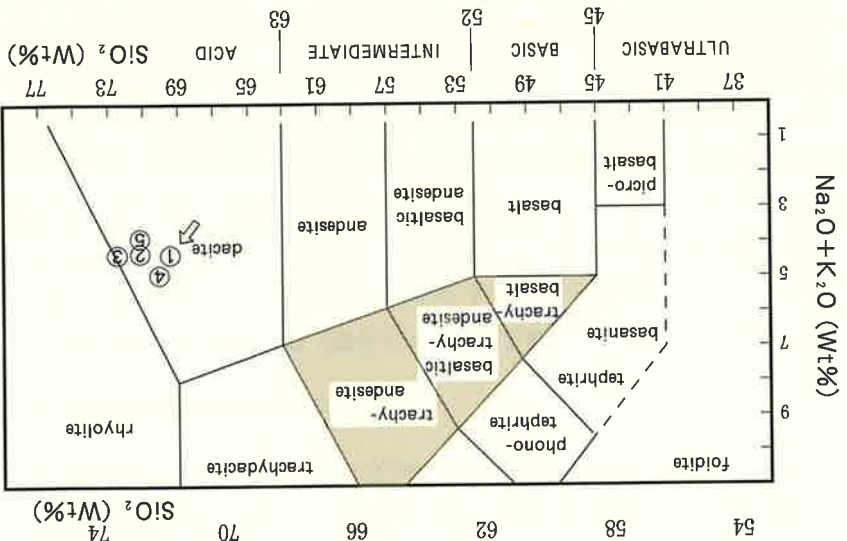 54 58 62 66 70 74
SiO₂ (Wt%)
Na₂O+K₂O (Wt%)
9
7
5
3
1
foidite
phono-
tephrite
trachydacite
rhyolite
tephrite
basanite
trachy-
andesite
basaltic
trachy-
andesite
trachy-
basalt
picro-
basalt
basalt
basaltic
andesite
andesite
dacite
④
① ② ③
⑤
37 41 45 49 53 57 61 65 69 73 77
ULTRABASIC BASIC INTERMEDIATE ACID SiO₂ (Wt%)
45 52 63